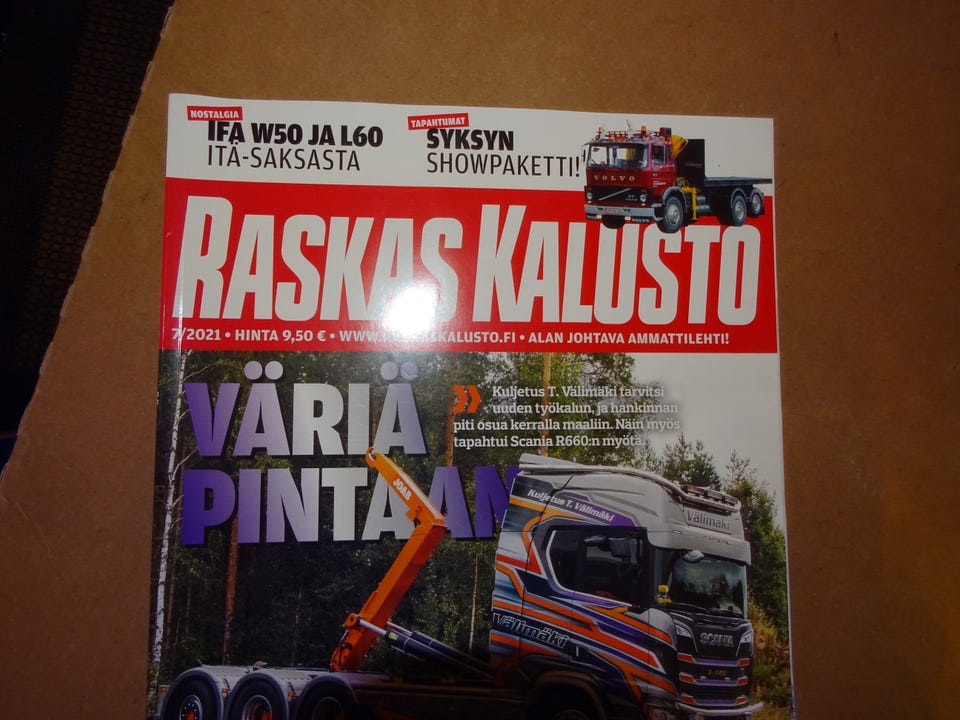 NOSTALGIA
IFA W50 JA L60
ITÄ-SAKSASTA
TAPAHTUMAT
SYKSYN
SHOWPAKETTI!
VOLVO
VOLVO
RASKAS KALUSTO
7/2021 • HINTA 9,50 € • WWW.RASKASKALUSTO.FI • ALAN JOHTAVA AMMATTILEHTI!
VÄRIÄ
PINTAAN
Kuljetus T. Välimäki tarvitsi
uuden työkalun, ja hankinnan
piti osua kerralla maaliin. Näin myös
tapahtui Scania R660:n myötä.
JOAB
Kuljetus T. Välimäki
Välimäki
Välimäki
SCANIA